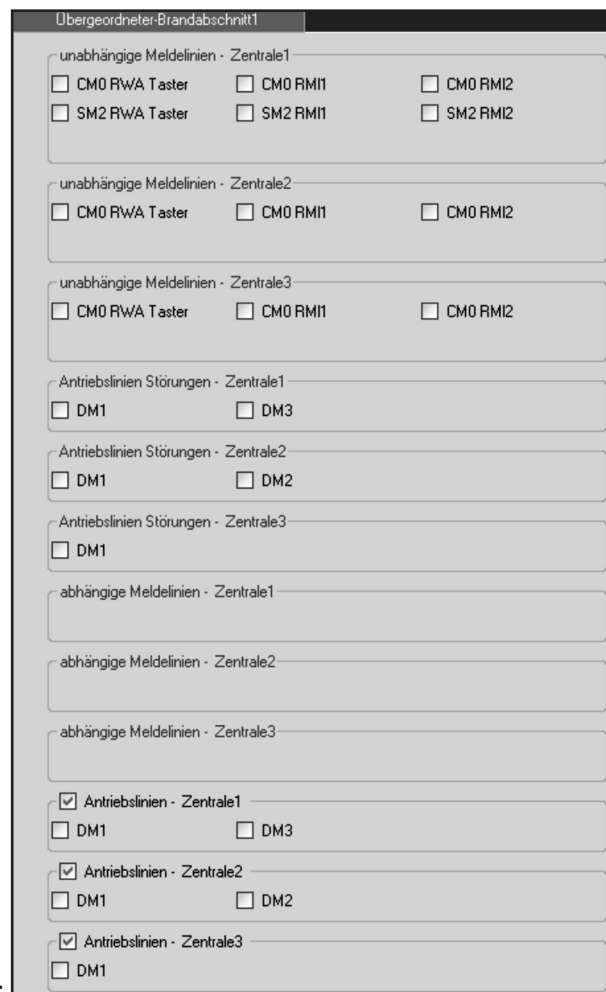 Übergeordneter-Brandabschnitt1
unabhängige Meldelinien - Zentrale1
CM0 RWA Taster CM0 RMI1 CM0 RMI2
SM2 RWA Taster SM2 RMI1 SM2 RMI2
unabhängige Meldelinien - Zentrale2
CM0 RWA Taster CM0 RMI1 CM0 RMI2
unabhängige Meldelinien - Zentrale3
CM0 RWA Taster CM0 RMI1 CM0 RMI2
Antriebslinien Störungen - Zentrale1
DM1 DM3
Antriebslinien Störungen - Zentrale2
DM1 DM2
Antriebslinien Störungen - Zentrale3
DM1
abhängige Meldelinien - Zentrale1
abhängige Meldelinien - Zentrale2
abhängige Meldelinien - Zentrale3
Antriebslinien - Zentrale1
DM1 DM3
Antriebslinien - Zentrale2
DM1 DM2
Antriebslinien - Zentrale3
DM1